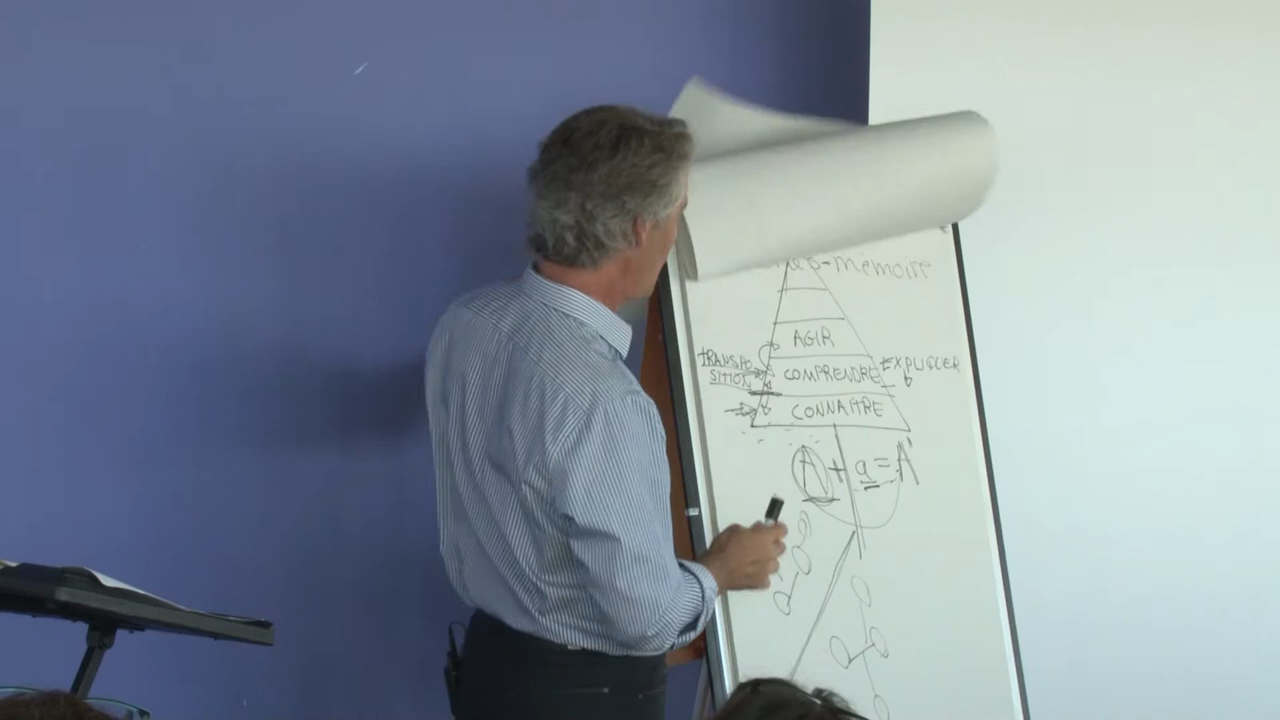 -mémoire
AGIR
TRANSPO
SITION
COMPRENDRE EXPLIQUER
CONNAITRE
A + a = A'